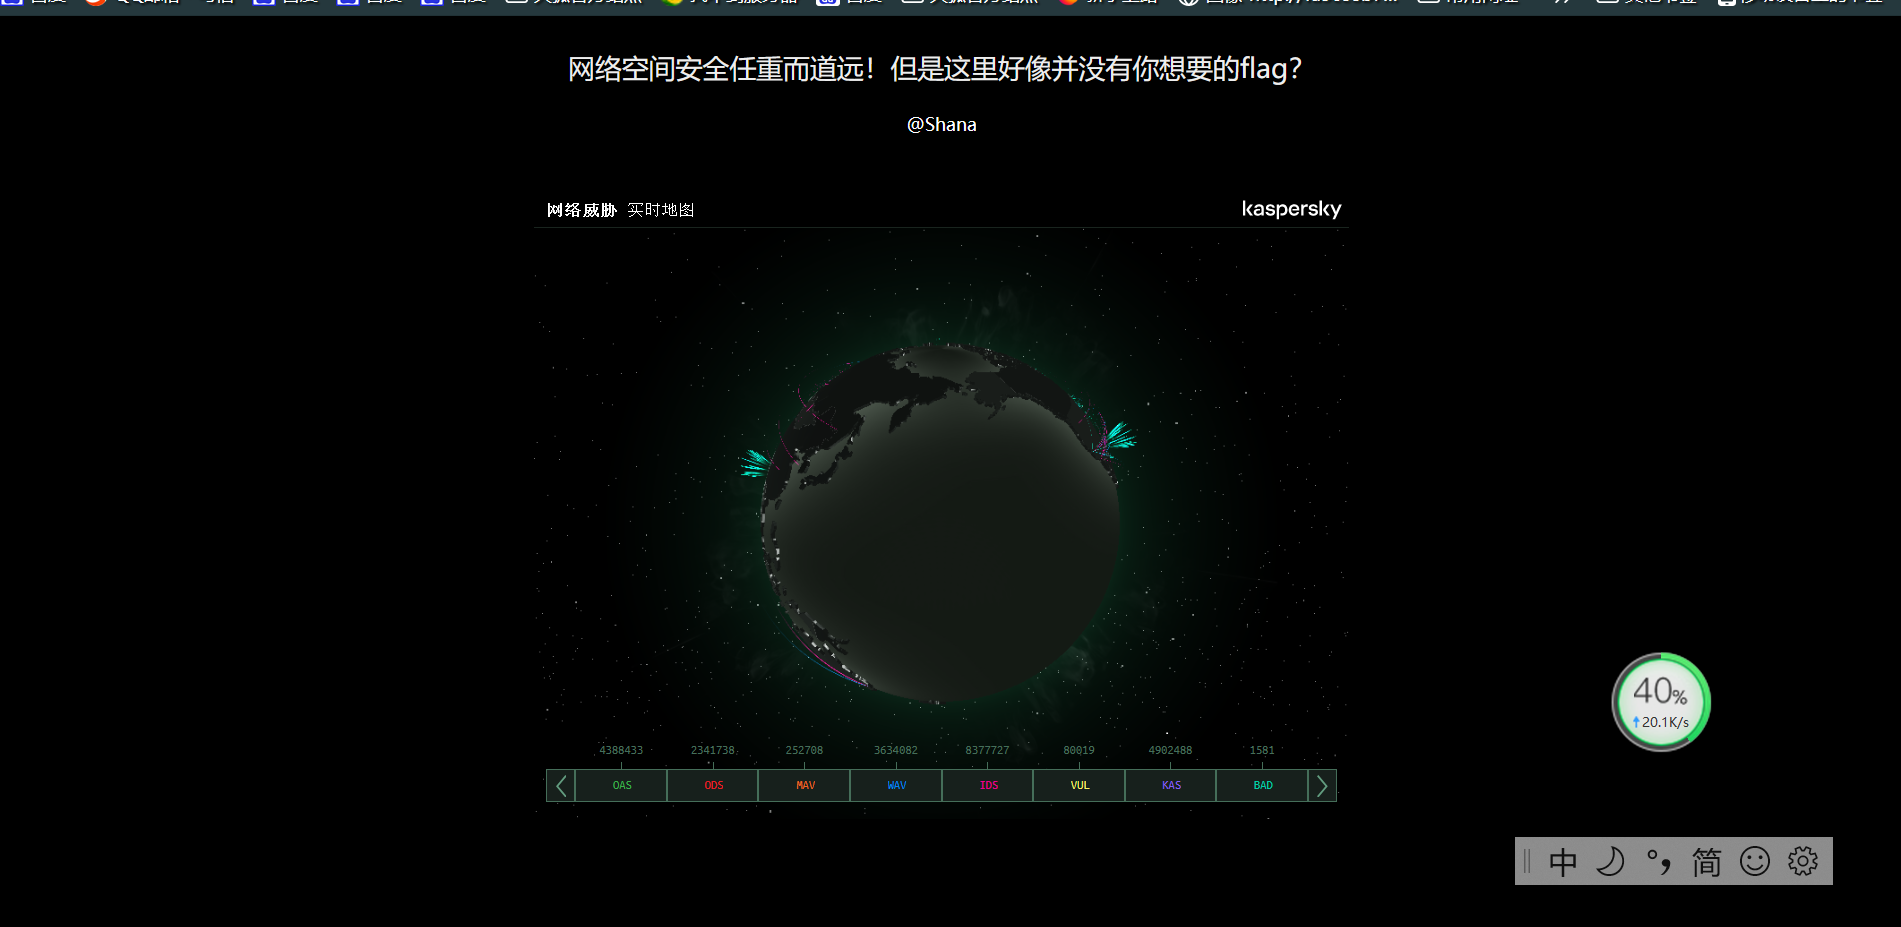 网络空间安全任重而道远！但是这里好像并没有你想要的flag？
@Shana
网络威胁 实时地图
kaspersky
4388433 2341738 252708 3634082 8377727 80019 4902488 1581
OAS ODS MAV WAV IDS VUL KAS BAD
40%
20.1K/s
中 简